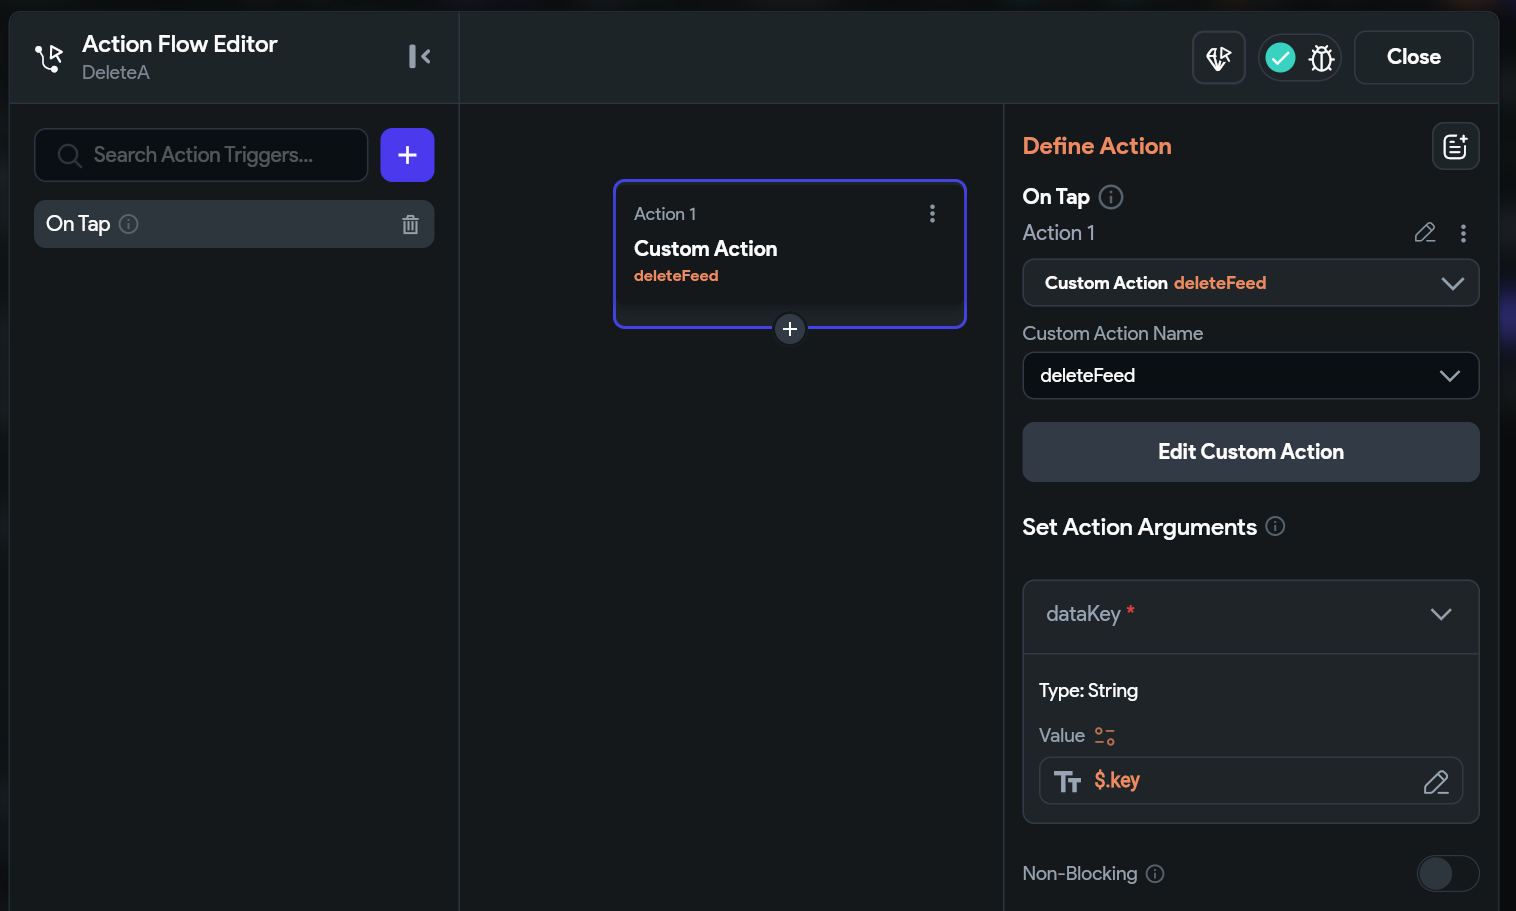 Action Flow Editor
DeleteA
Close
Search Action Triggers...
On Tap
Action 1
Custom Action
deleteFeed
Define Action
On Tap
Action 1
Custom Action deleteFeed
Custom Action Name
deleteFeed
Edit Custom Action
Set Action Arguments
dataKey *
Type: String
Value
$.key
Non-Blocking